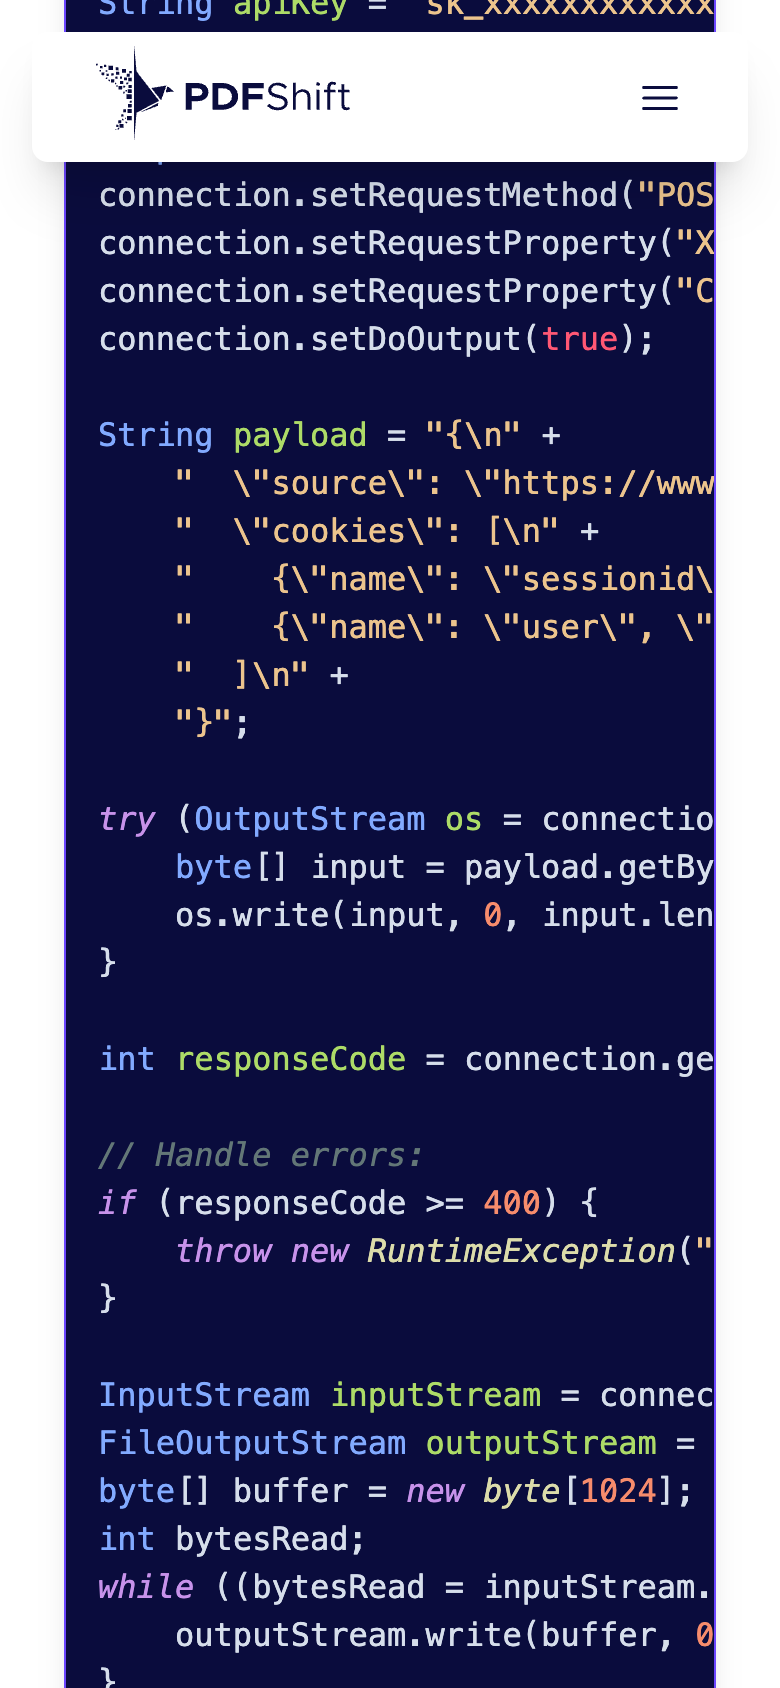 String apiKey = "sk_xxxxxxxxxxxx
PDFShift
connection.setRequestMethod("POS
connection.setRequestProperty("X
connection.setRequestProperty("C
connection.setDoOutput(true);
String payload = "{\n" +
"  \"source\": \"https://www
"  \"cookies\": [\n" +
"    {\"name\": \"sessionid\
"    {\"name\": \"user\", \"
"  ]\n" +
"}";
try (OutputStream os = connectio
byte[] input = payload.getBy
os.write(input, 0, input.len
}
int responseCode = connection.ge
// Handle errors:
if (responseCode >= 400) {
throw new RuntimeException("
}
InputStream inputStream = connec
FileOutputStream outputStream =
byte[] buffer = new byte[1024];
int bytesRead;
while ((bytesRead = inputStream.
outputStream.write(buffer, 0
}